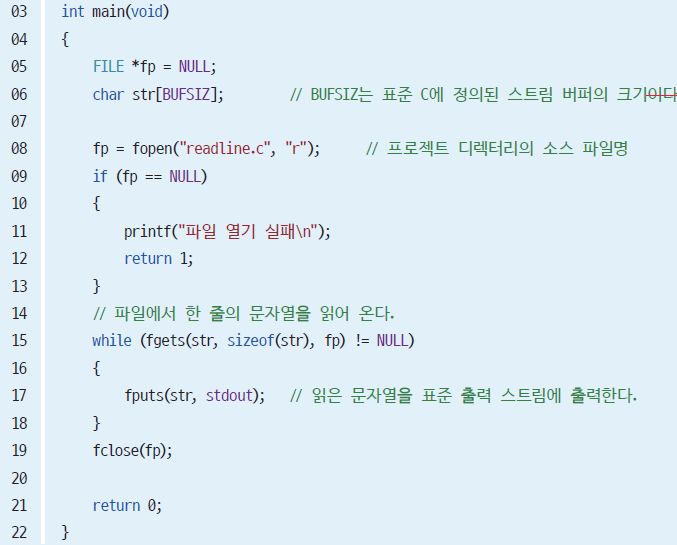 03 int main(void)
04 {
05 FILE *fp = NULL;
06 char str[BUFSIZ]; // BUFSIZ는 표준 C에 정의된 스트림 버퍼의 크기이다
07
08 fp = fopen("readline.c", "r"); // 프로젝트 디렉터리의 소스 파일명
09 if (fp == NULL)
10 {
11 printf("파일 열기 실패\n");
12 return 1;
13 }
14 // 파일에서 한 줄의 문자열을 읽어 온다.
15 while (fgets(str, sizeof(str), fp) != NULL)
16 {
17 fputs(str, stdout); // 읽은 문자열을 표준 출력 스트림에 출력한다.
18 }
19 fclose(fp);
20
21 return 0;
22 }